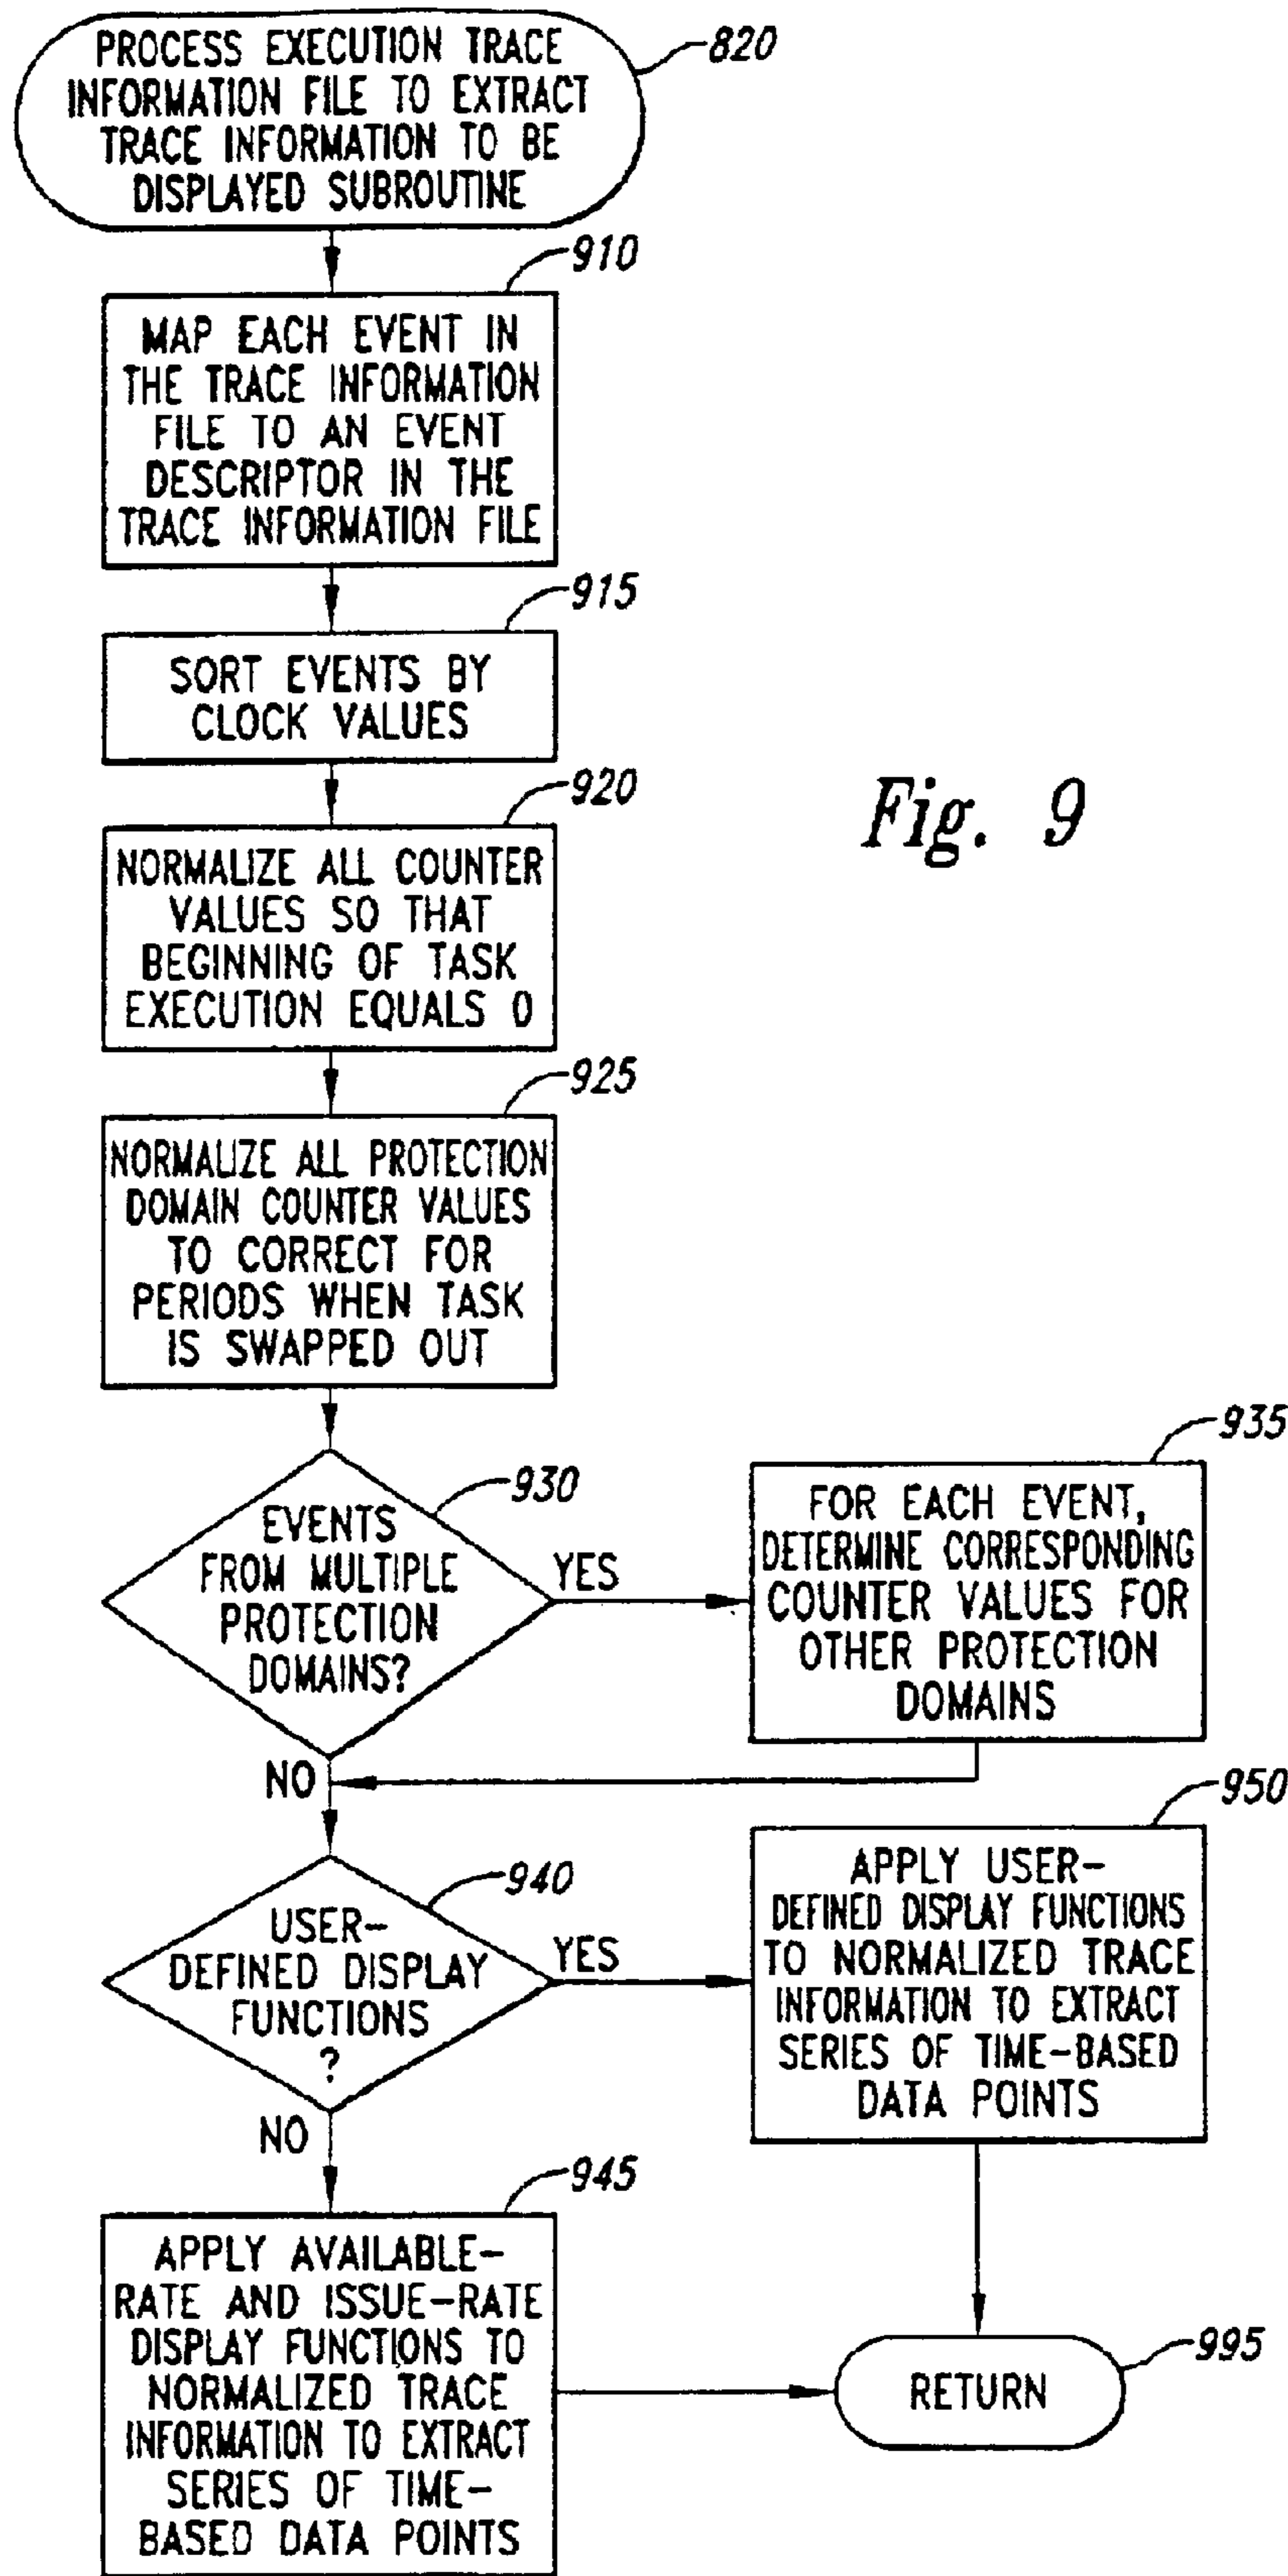 PROCESS EXECUTION TRACE
INFORMATION FILE TO EXTRACT
TRACE INFORMATION TO BE
DISPLAYED SUBROUTINE
820
910
MAP EACH EVENT IN
THE TRACE INFORMATION
FILE TO AN EVENT
DESCRIPTOR IN THE
TRACE INFORMATION FILE
915
SORT EVENTS BY
CLOCK VALUES
920
NORMALIZE ALL COUNTER
VALUES SO THAT
BEGINNING OF TASK
EXECUTION EQUALS 0
Fig. 9
925
NORMALIZE ALL PROTECTION
DOMAIN COUNTER VALUES
TO CORRECT FOR
PERIODS WHEN TASK
IS SWAPPED OUT
930
EVENTS
FROM MULTIPLE
PROTECTION
DOMAINS?
YES
NO
935
FOR EACH EVENT,
DETERMINE CORRESPONDING
COUNTER VALUES FOR
OTHER PROTECTION
DOMAINS
940
USER-
DEFINED DISPLAY
FUNCTIONS
?
YES
NO
950
APPLY USER-
DEFINED DISPLAY FUNCTIONS
TO NORMALIZED TRACE
INFORMATION TO EXTRACT
SERIES OF TIME-BASED
DATA POINTS
945
APPLY AVAILABLE-
RATE AND ISSUE-RATE
DISPLAY FUNCTIONS TO
NORMALIZED TRACE
INFORMATION TO EXTRACT
SERIES OF TIME-
BASED DATA POINTS
995
RETURN